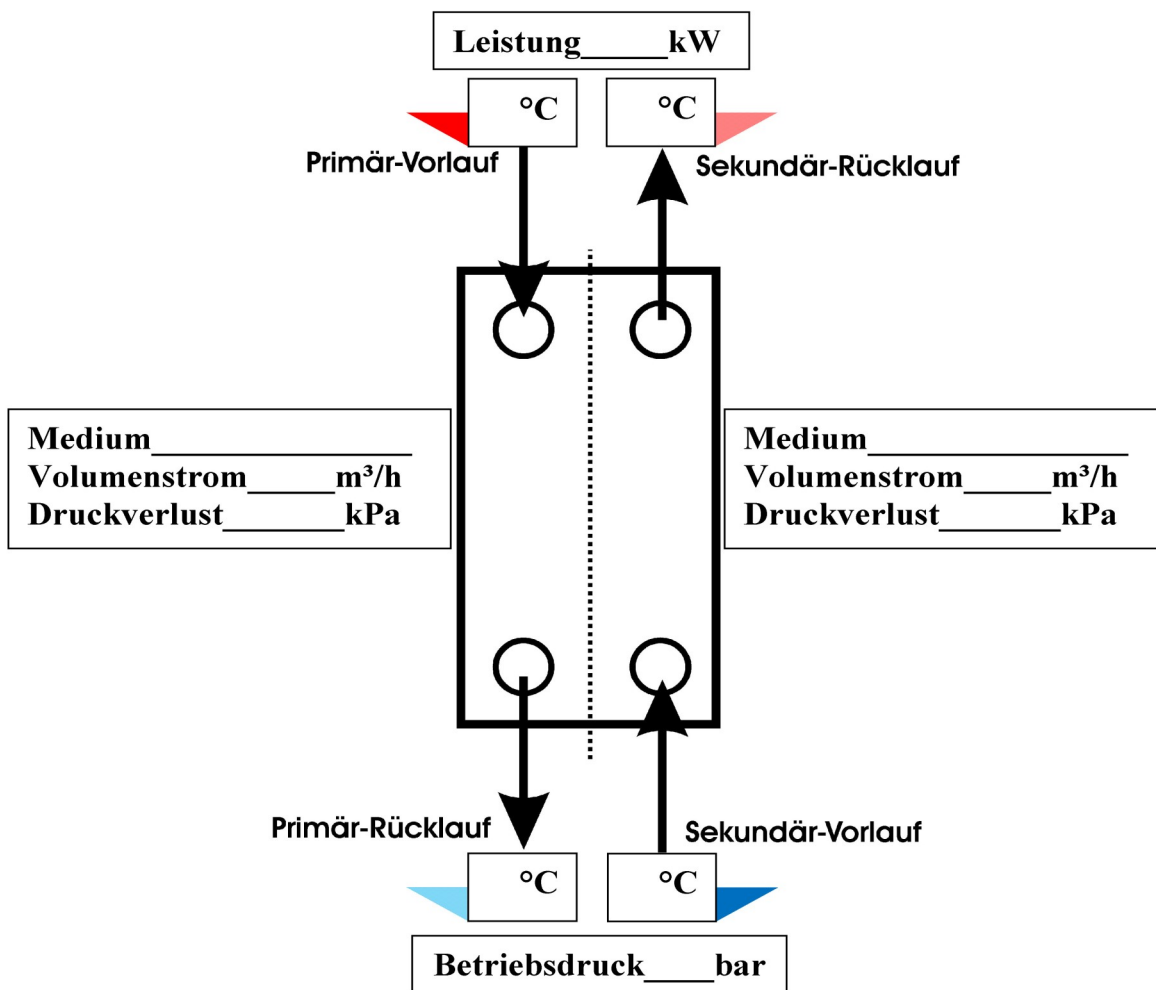 Leistung_____kW
°C
°C
Primär-Vorlauf
Sekundär-Rücklauf
Medium_______________
Volumenstrom_____m³/h
Druckverlust_______kPa
Medium_______________
Volumenstrom_____m³/h
Druckverlust_______kPa
Primär-Rücklauf
Sekundär-Vorlauf
°C
°C
Betriebsdruck____bar